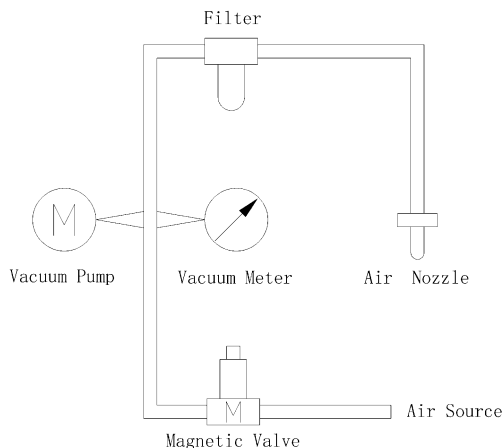 Filter
M
Vacuum Pump
Vacuum Meter
Air Nozzle
M
Air Source
Magnetic Valve